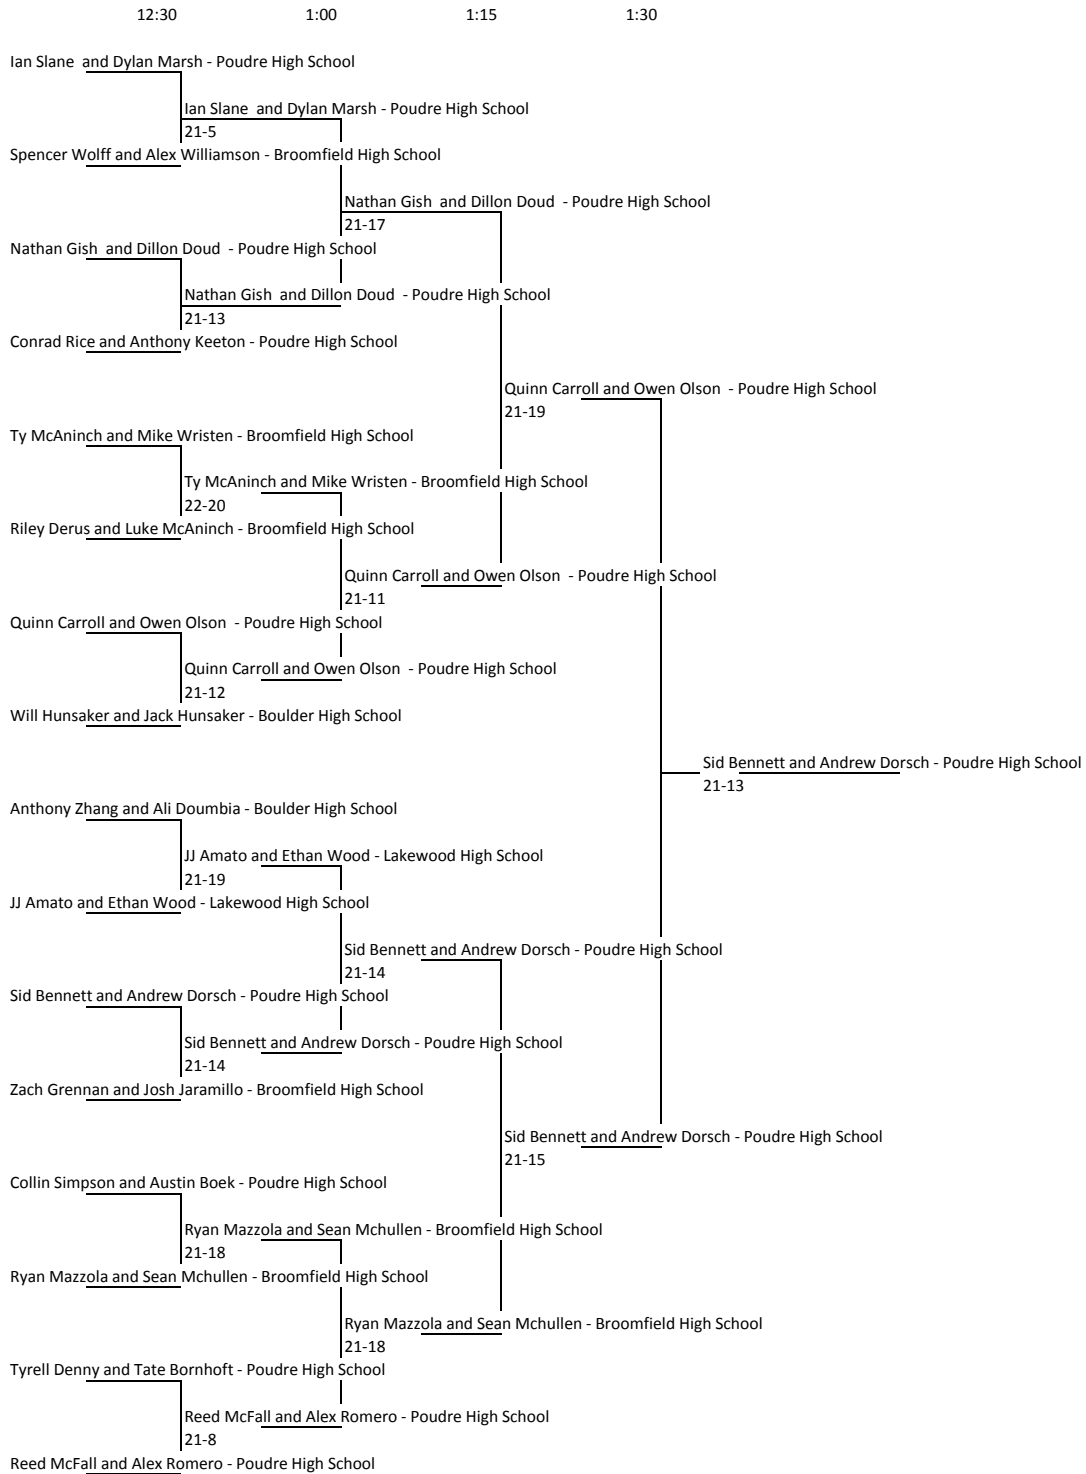 12:30 1:00 1:15 1:30
Ian Slane  and Dylan Marsh - Poudre High School
Ian Slane  and Dylan Marsh - Poudre High School
21-5
Spencer Wolff and Alex Williamson - Broomfield High School
Nathan Gish  and Dillon Doud  - Poudre High School
21-17
Nathan Gish  and Dillon Doud  - Poudre High School
Nathan Gish  and Dillon Doud  - Poudre High School
21-13
Conrad Rice and Anthony Keeton - Poudre High School
Quinn Carroll and Owen Olson  - Poudre High School
21-19
Ty McAninch and Mike Wristen - Broomfield High School
Ty McAninch and Mike Wristen - Broomfield High School
22-20
Riley Derus and Luke McAninch - Broomfield High School
Quinn Carroll and Owen Olson  - Poudre High School
21-11
Quinn Carroll and Owen Olson  - Poudre High School
Quinn Carroll and Owen Olson  - Poudre High School
21-12
Will Hunsaker and Jack Hunsaker - Boulder High School
Sid Bennett and Andrew Dorsch - Poudre High School
21-13
Anthony Zhang and Ali Doumbia - Boulder High School
JJ Amato and Ethan Wood - Lakewood High School
21-19
JJ Amato and Ethan Wood - Lakewood High School
Sid Bennett and Andrew Dorsch - Poudre High School
21-14
Sid Bennett and Andrew Dorsch - Poudre High School
Sid Bennett and Andrew Dorsch - Poudre High School
21-14
Zach Grennan and Josh Jaramillo - Broomfield High School
Sid Bennett and Andrew Dorsch - Poudre High School
21-15
Collin Simpson and Austin Boek - Poudre High School
Ryan Mazzola and Sean Mchullen - Broomfield High School
21-18
Ryan Mazzola and Sean Mchullen - Broomfield High School
Ryan Mazzola and Sean Mchullen - Broomfield High School
21-18
Tyrell Denny and Tate Bornhoft - Poudre High School
Reed McFall and Alex Romero - Poudre High School
21-8
Reed McFall and Alex Romero - Poudre High School